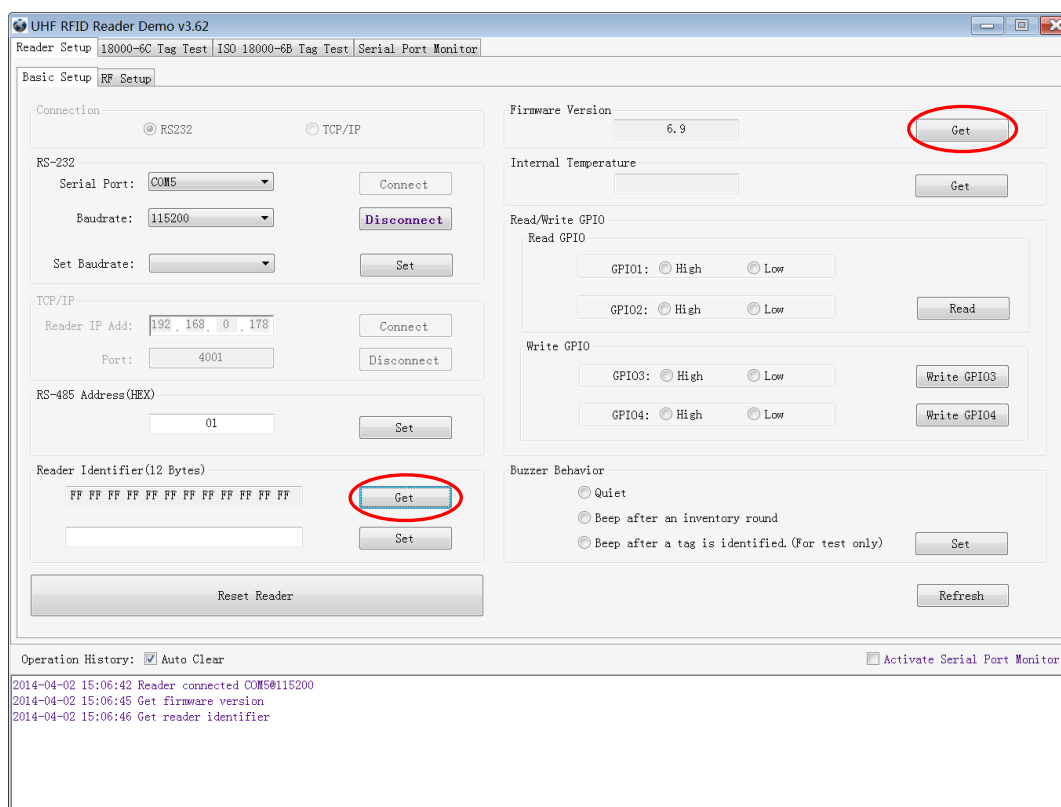 UHF RFID Reader Demo v3.62
Reader Setup 18000-6C Tag Test ISO 18000-6B Tag Test Serial Port Monitor
Basic Setup RF Setup
Connection
RS232 TCP/IP
RS-232
Serial Port: COM5 Connect
Baudrate: 115200 Disconnect
Set Baudrate: Set
TCP/IP
Reader IP Add: 192 . 168 . 0 . 178 Connect
Port: 4001 Disconnect
RS-485 Address(HEX)
01 Set
Reader Identifier(12 Bytes)
FF FF FF FF FF FF FF FF FF FF FF FF Get
Set
Reset Reader
Firmware Version
6.9 Get
Internal Temperature
Get
Read/Write GPIO
Read GPIO
GPIO1: High Low
GPIO2: High Low Read
Write GPIO
GPIO3: High Low Write GPIO3
GPIO4: High Low Write GPIO4
Buzzer Behavior
Quiet
Beep after an inventory round
Beep after a tag is identified.(For test only) Set
Refresh
Operation History: Auto Clear Activate Serial Port Monitor
2014-04-02 15:06:42 Reader connected COM5@115200
2014-04-02 15:06:45 Get firmware version
2014-04-02 15:06:46 Get reader identifier